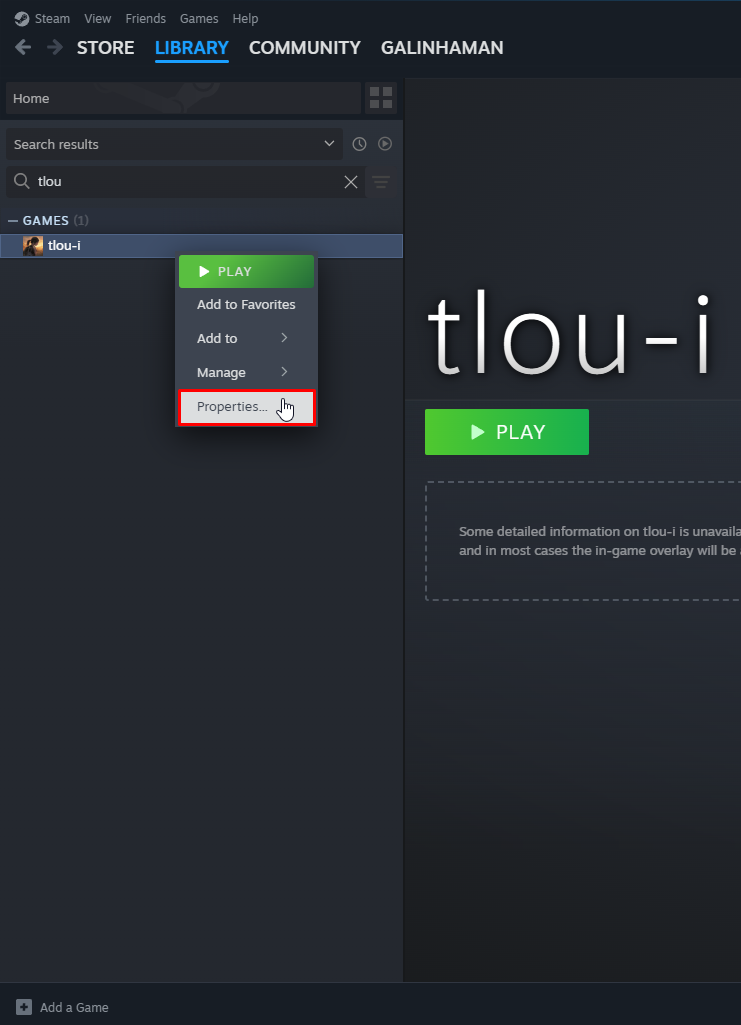 Steam View Friends Games Help
STORE LIBRARY COMMUNITY GALINHAMAN
Home
Search results
tlou
GAMES (1)
tlou-i
PLAY
Add to Favorites
Add to
Manage
Properties...
tlou-i
PLAY
Some detailed information on tlou-i is unavaila
and in most cases the in-game overlay will be
Add a Game